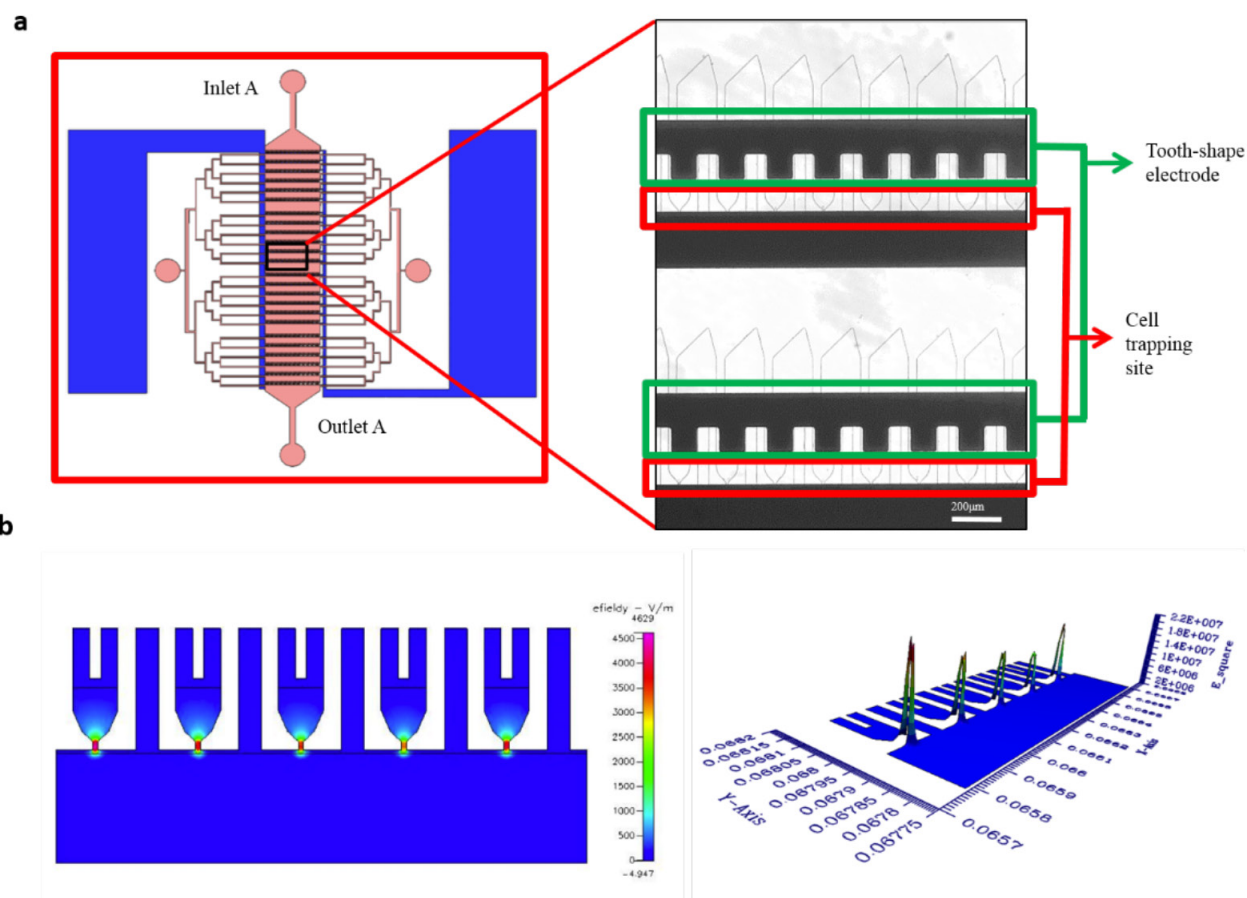 a
Inlet A
Outlet A
Tooth-shape
electrode
Cell
trapping
site
200μm
b
efieldy - V/m
4629
4500
4000
3500
3000
2500
2000
1500
1000
500
0
-4.947
2.2E+007
1.8E+007
1.4E+007
1E+007
6E+006
2E+006
E_square
0.0682
0.06815
0.0681
0.06805
0.068
0.06795
0.0679
0.06785
0.0678
0.06775
Y-Axis
0.0661
0.066
0.0659
0.0658
0.0657